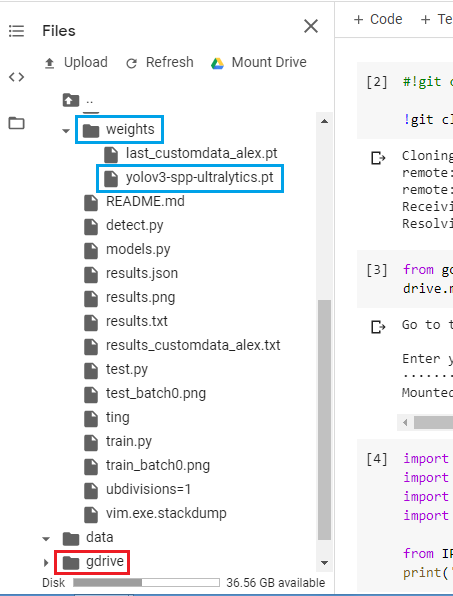 Files
+ Code
+ Te
Upload
Refresh
Mount Drive
..
weights
last_customdata_alex.pt
yolov3-spp-ultralytics.pt
README.md
detect.py
models.py
results.json
results.png
results.txt
results_customdata_alex.txt
test.py
test_batch0.png
ting
train.py
train_batch0.png
ubdivisions=1
vim.exe.stackdump
data
gdrive
Disk
36.56 GB available
[2]
#!git c
!git cl
Cloning
remote:
remote:
Receivi
Resolvi
[3]
from go
drive.m
Go to t
Enter y
.......
Mounted
[4]
import
import
import
import
from IP
print('